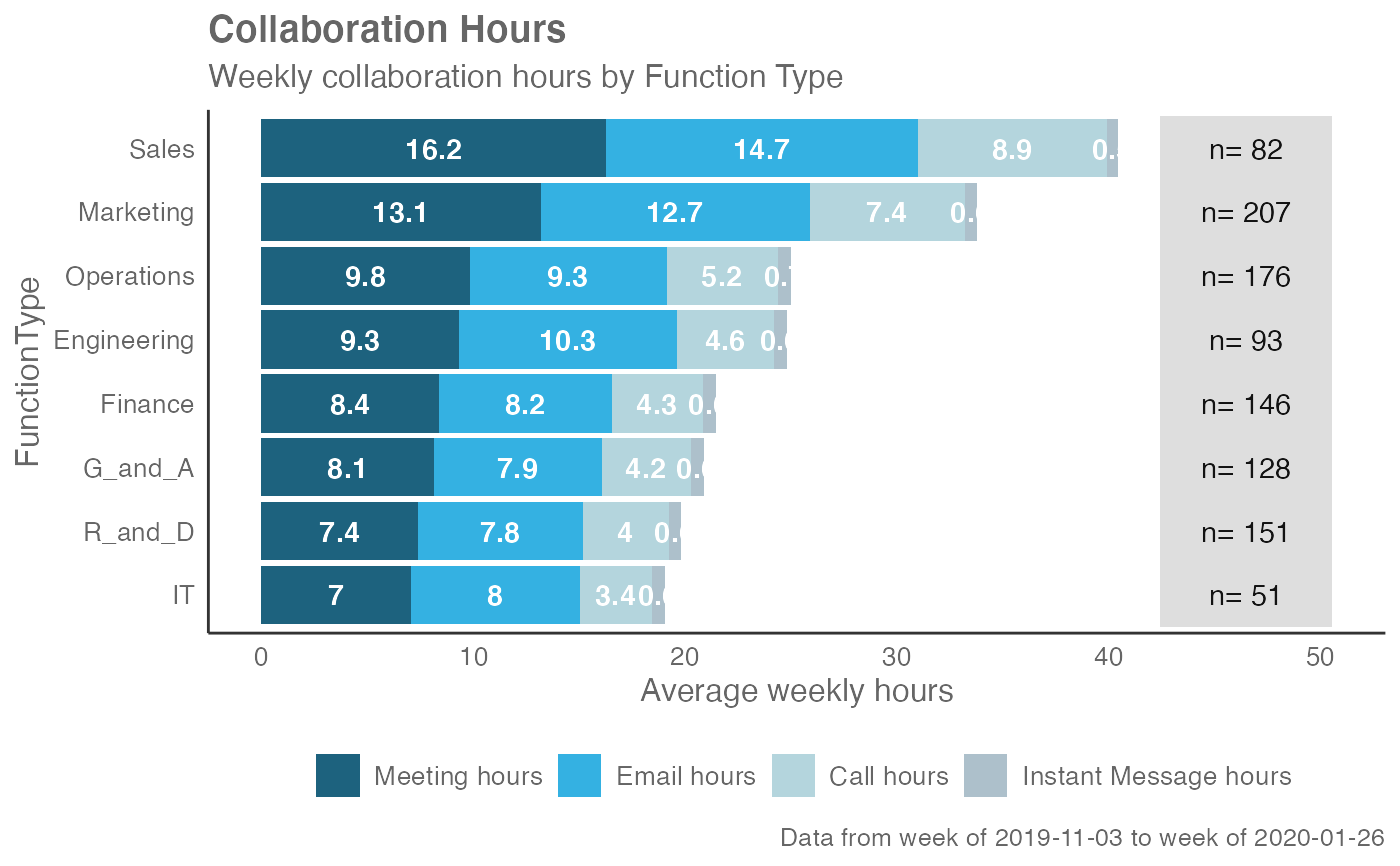 Collaboration Hours
Weekly collaboration hours by Function Type
FunctionType
Sales 16.2 14.7 8.9 n= 82
Marketing 13.1 12.7 7.4 n= 207
Operations 9.8 9.3 5.2 n= 176
Engineering 9.3 10.3 4.6 n= 93
Finance 8.4 8.2 4.3 n= 146
G_and_A 8.1 7.9 4.2 n= 128
R_and_D 7.4 7.8 4 n= 151
IT 7 8 3.4 n= 51
0 10 20 30 40 50
Average weekly hours
Meeting hours Email hours Call hours Instant Message hours
Data from week of 2019-11-03 to week of 2020-01-26